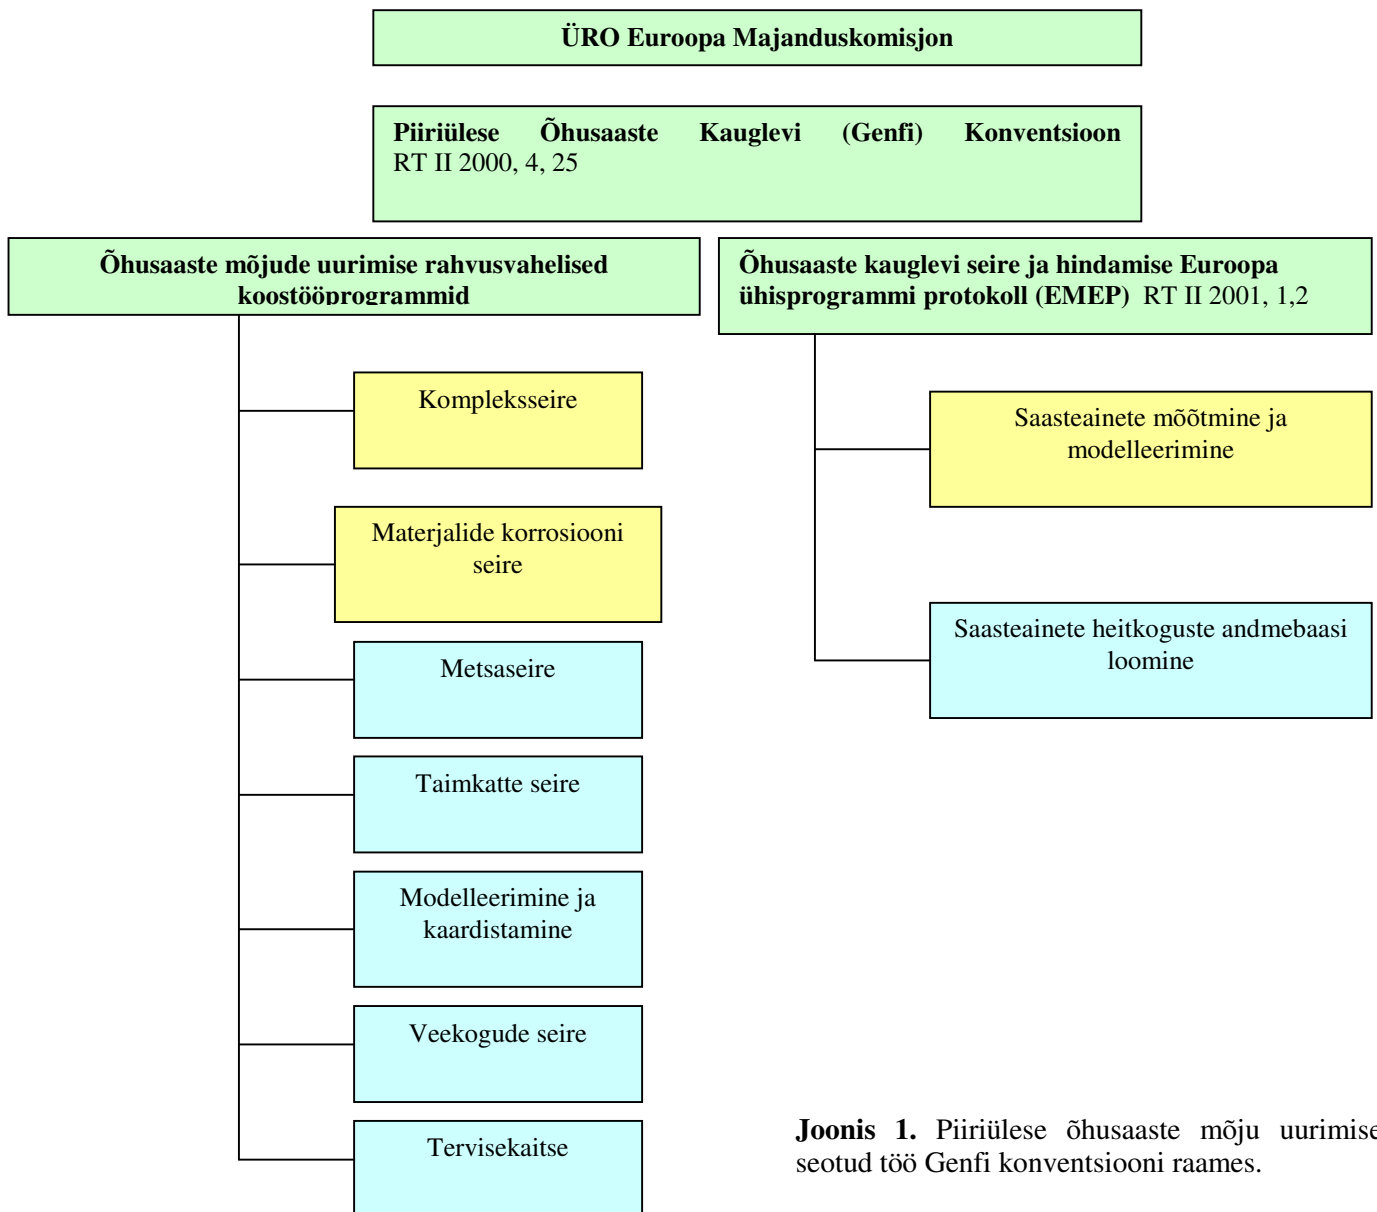 ÜRO Euroopa Majanduskomisjon
Piiriülese Õhusaaste Kauglevi (Genfi) Konventsioon
RT II 2000, 4, 25
Õhusaaste mõjude uurimise rahvusvahelised
koostööprogrammid
Kompleksseire
Materjalide korrosiooni
seire
Metsaseire
Taimkatte seire
Modelleerimine ja
kaardistamine
Veekogude seire
Tervisekaitse
Õhusaaste kauglevi seire ja hindamise Euroopa
ühisprogrammi protokoll (EMEP) RT II 2001, 1,2
Saasteainete mõõtmine ja
modelleerimine
Saasteainete heitkoguste andmebaasi
loomine
Joonis 1. Piiriülese õhusaaste mõju uurimise
seotud töö Genfi konventsiooni raames.